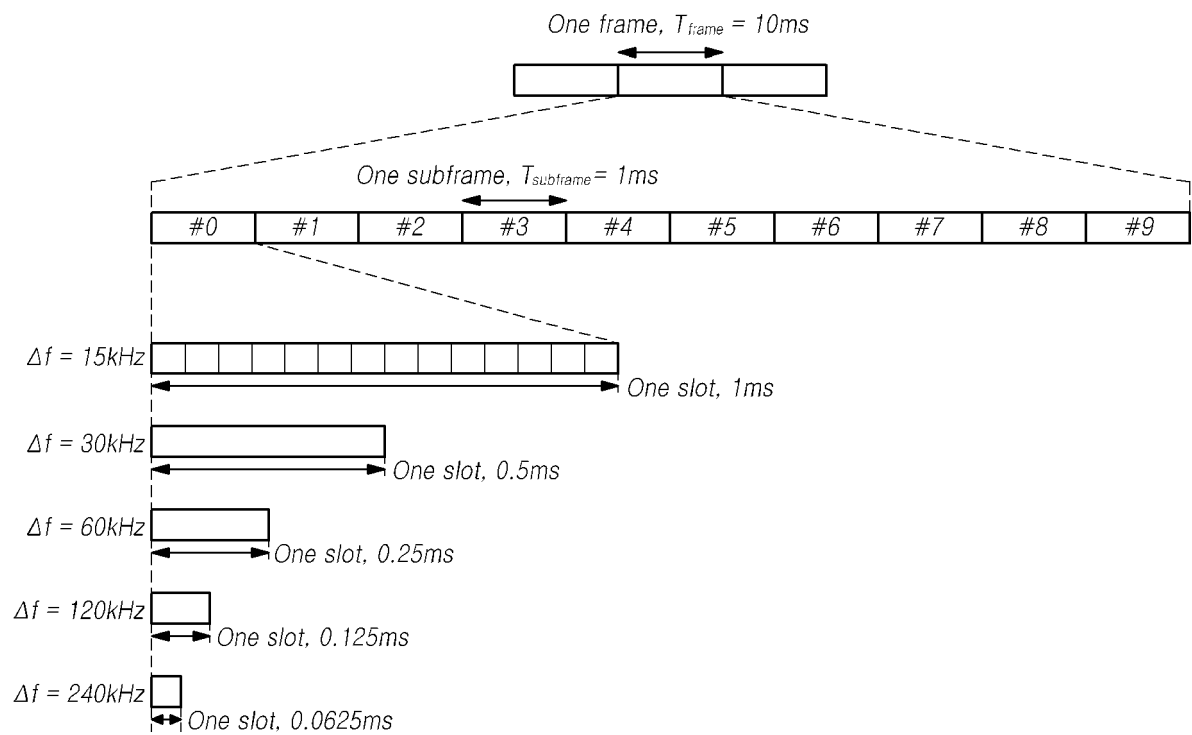 One frame, Tframe = 10ms
One subframe, Tsubframe = 1ms
#0 #1 #2 #3 #4 #5 #6 #7 #8 #9
Δf = 15kHz
One slot, 1ms
Δf = 30kHz
One slot, 0.5ms
Δf = 60kHz
One slot, 0.25ms
Δf = 120kHz
One slot, 0.125ms
Δf = 240kHz
One slot, 0.0625ms